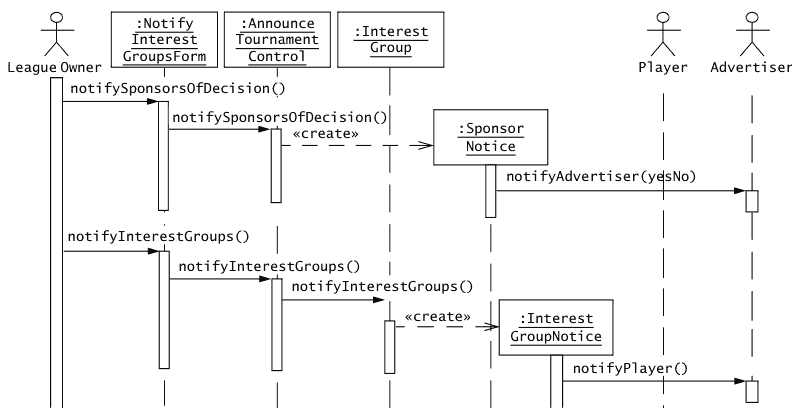 :Notify
Interest
GroupsForm
:Announce
Tournament
Control
:Interest
Group
League Owner
Player
Advertiser
notifySponsorsOfDecision()
notifySponsorsOfDecision()
«create»
:Sponsor
Notice
notifyAdvertiser(yesNo)
notifyInterestGroups()
notifyInterestGroups()
notifyInterestGroups()
«create»
:Interest
GroupNotice
notifyPlayer()